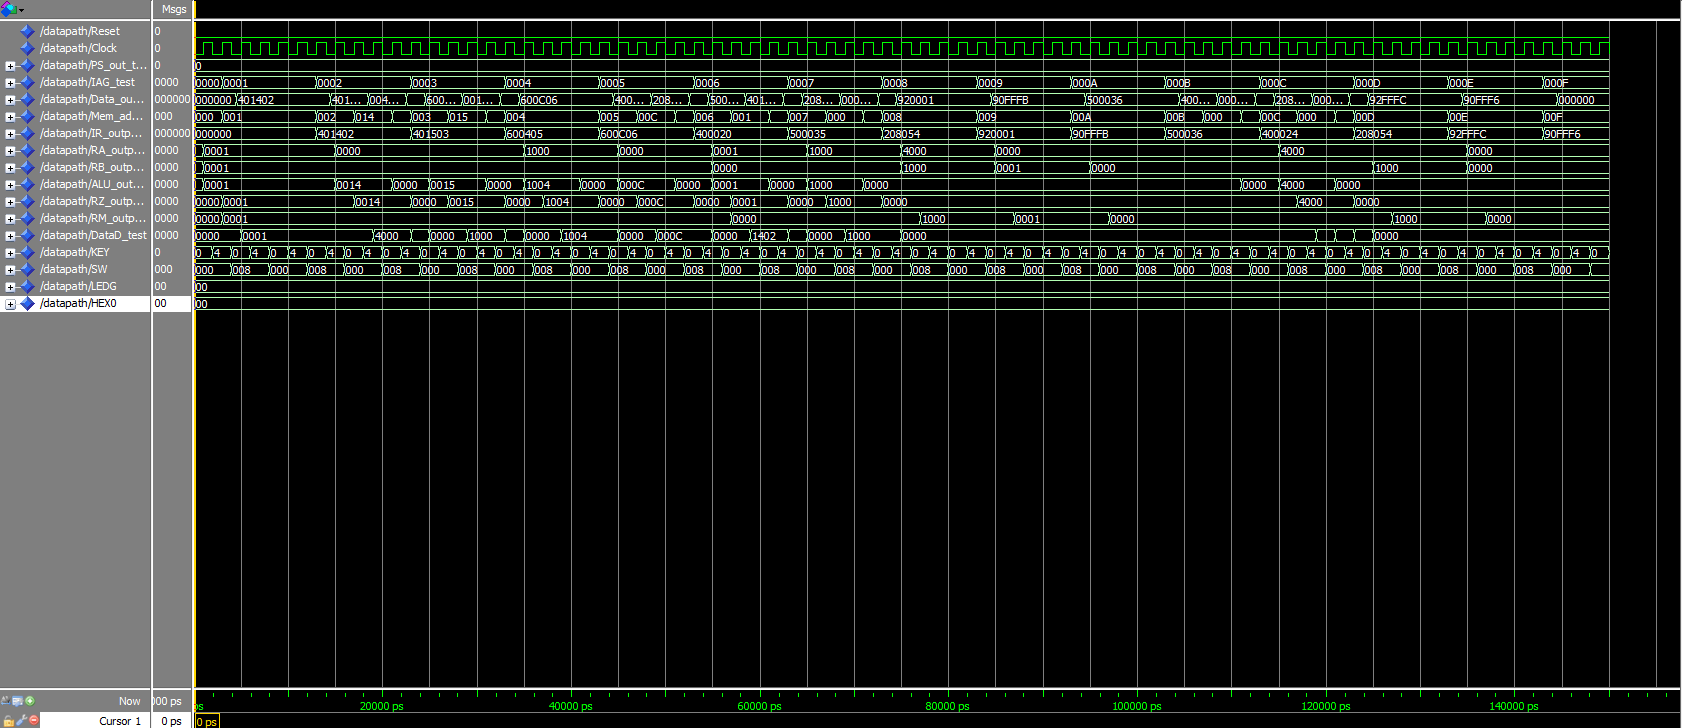 Msgs
/datapath/Reset 0
/datapath/Clock 0
/datapath/PS_out_t... 0 0
/datapath/IAG_test 0000 0000 0001 0002 0003 0004 0005 0006 0007 0008 0009 000A 000B 000C 000D 000E 000F
/datapath/Data_ou... 000000 000000 401402 401... 004... 600... 001... 600C06 400... 208... 500... 401... 208... 000... 920001 90FFFB 500036 400... 000... 208... 000... 92FFFC 90FFF6 000000
/datapath/Mem_ad... 000 000 001 002 014 003 015 004 005 00C 006 001 007 000 008 009 00A 00B 000 00C 000 00D 00E 00F
/datapath/IR_outp... 000000 000000 401402 401503 600405 600C06 400020 500035 208054 920001 90FFFB 500036 400024 208054 92FFFC 90FFF6
/datapath/RA_outp... 0000 0001 0000 1000 0000 0001 1000 4000 0000 4000 0000
/datapath/RB_outp... 0000 0001 0000 1000 0001 0000 1000 0000
/datapath/ALU_out... 0000 0001 0014 0000 0015 0000 1004 0000 000C 0000 0001 0000 1000 0000 0000 4000 0000
/datapath/RZ_outp... 0000 0000 0001 0014 0000 0015 0000 1004 0000 000C 0000 0001 0000 1000 0000 4000 0000
/datapath/RM_outp... 0000 0000 0001 0000 1000 0001 0000 1000 0000
/datapath/DataD_test 0000 0000 0001 4000 0000 1000 0000 1004 0000 000C 0000 1402 0000 1000 0000 0000
/datapath/KEY 0 0 4 0 4 0 4 0 4 0 4 0 4 0 4 0 4 0 4 0 4 0 4 0 4 0 4 0 4 0 4 0 4 0 4 0 4 0 4 0 4 0 4 0 4 0 4 0 4 0 4 0 4 0 4 0 4 0 4 0 4 0 4 0 4 0 4 0 4 0 4 0 4 0 4 0
/datapath/SW 000 000 008 000 008 000 008 000 008 000 008 000 008 000 008 000 008 000 008 000 008 000 008 000 008 000 008 000 008 000 008 000 008 000 008 000 008 000
/datapath/LEDG 00 00
/datapath/HEX0 00 00
Now 000 ps ps 20000 ps 40000 ps 60000 ps 80000 ps 100000 ps 120000 ps 140000 ps
Cursor 1 0 ps 0 ps